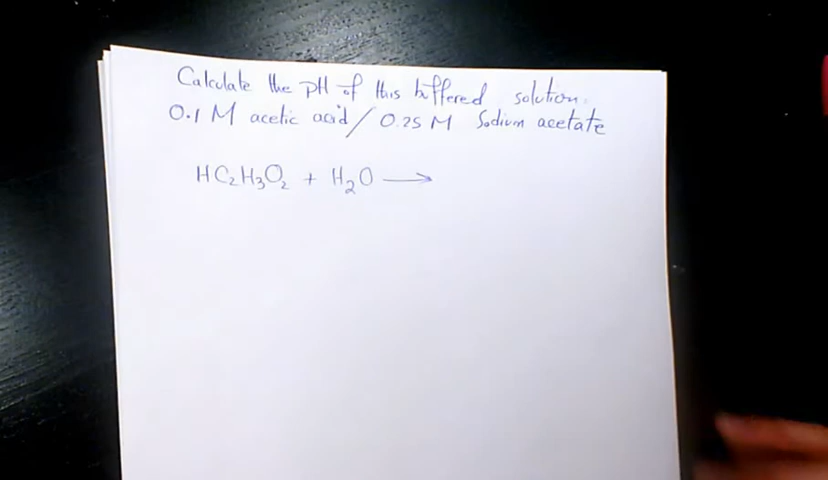 Calculate the pH of this buffered solution.
0.1 M acetic acid / 0.25 M Sodium acetate
HC₂H₃O₂ + H₂O ⟶